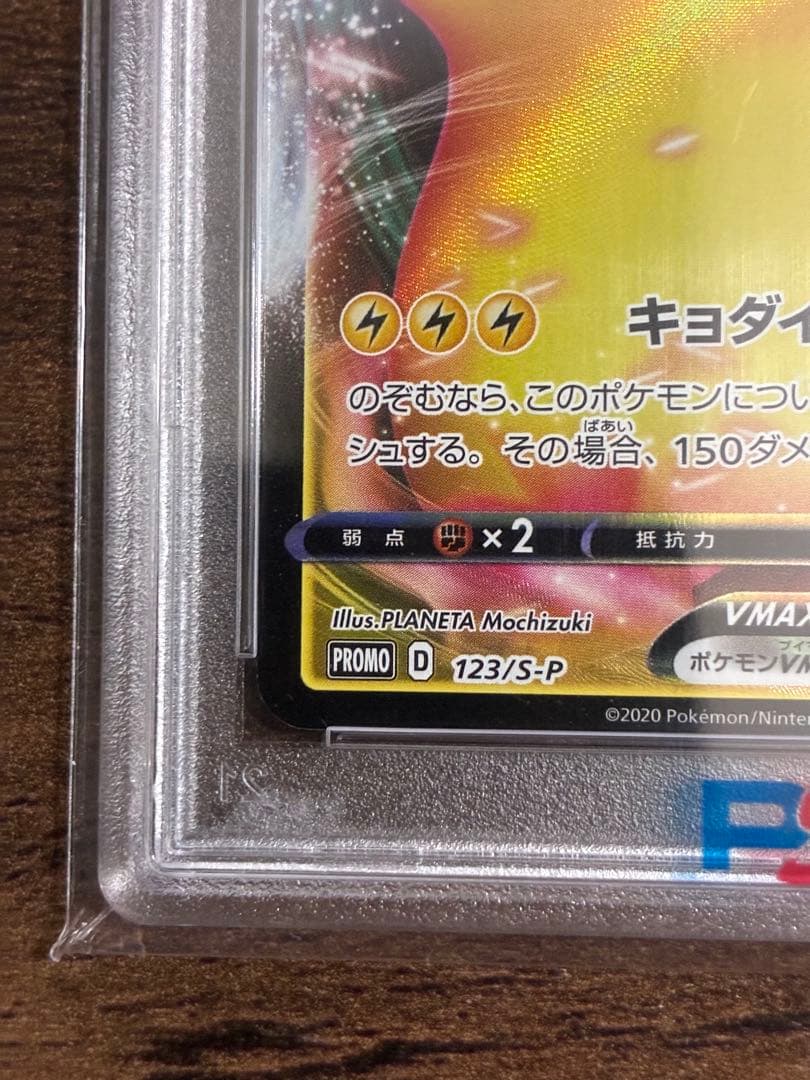 キョダイ
のぞむなら、このポケモンについ
ばあい
シュする。その場合、150ダメ
弱点 ×2 抵抗力
Illus.PLANETA Mochizuki
VMAX
PROMO D 123/S-P
ポケモンVM
©2020 Pokémon/Ninten
21
PS